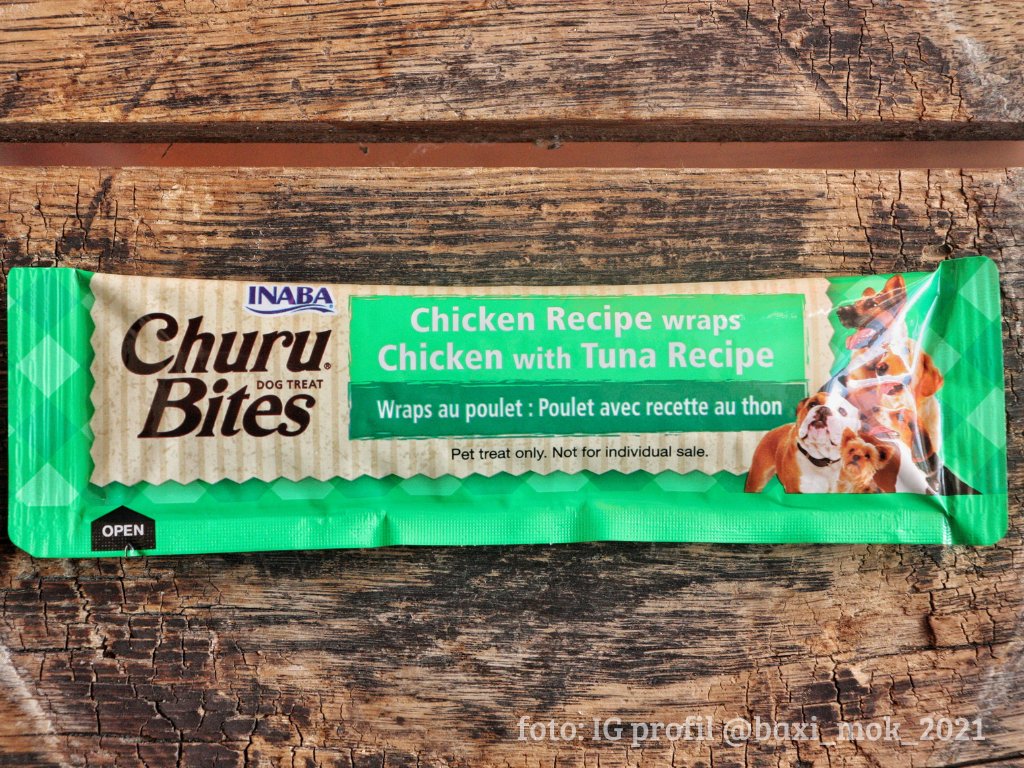 INABA®
Churu®
DOG TREAT
Bites
Chicken Recipe wraps
Chicken with Tuna Recipe
Wraps au poulet : Poulet avec recette au thon
Pet treat only. Not for individual sale.
OPEN
foto: IG profil @baxi_mok_2021